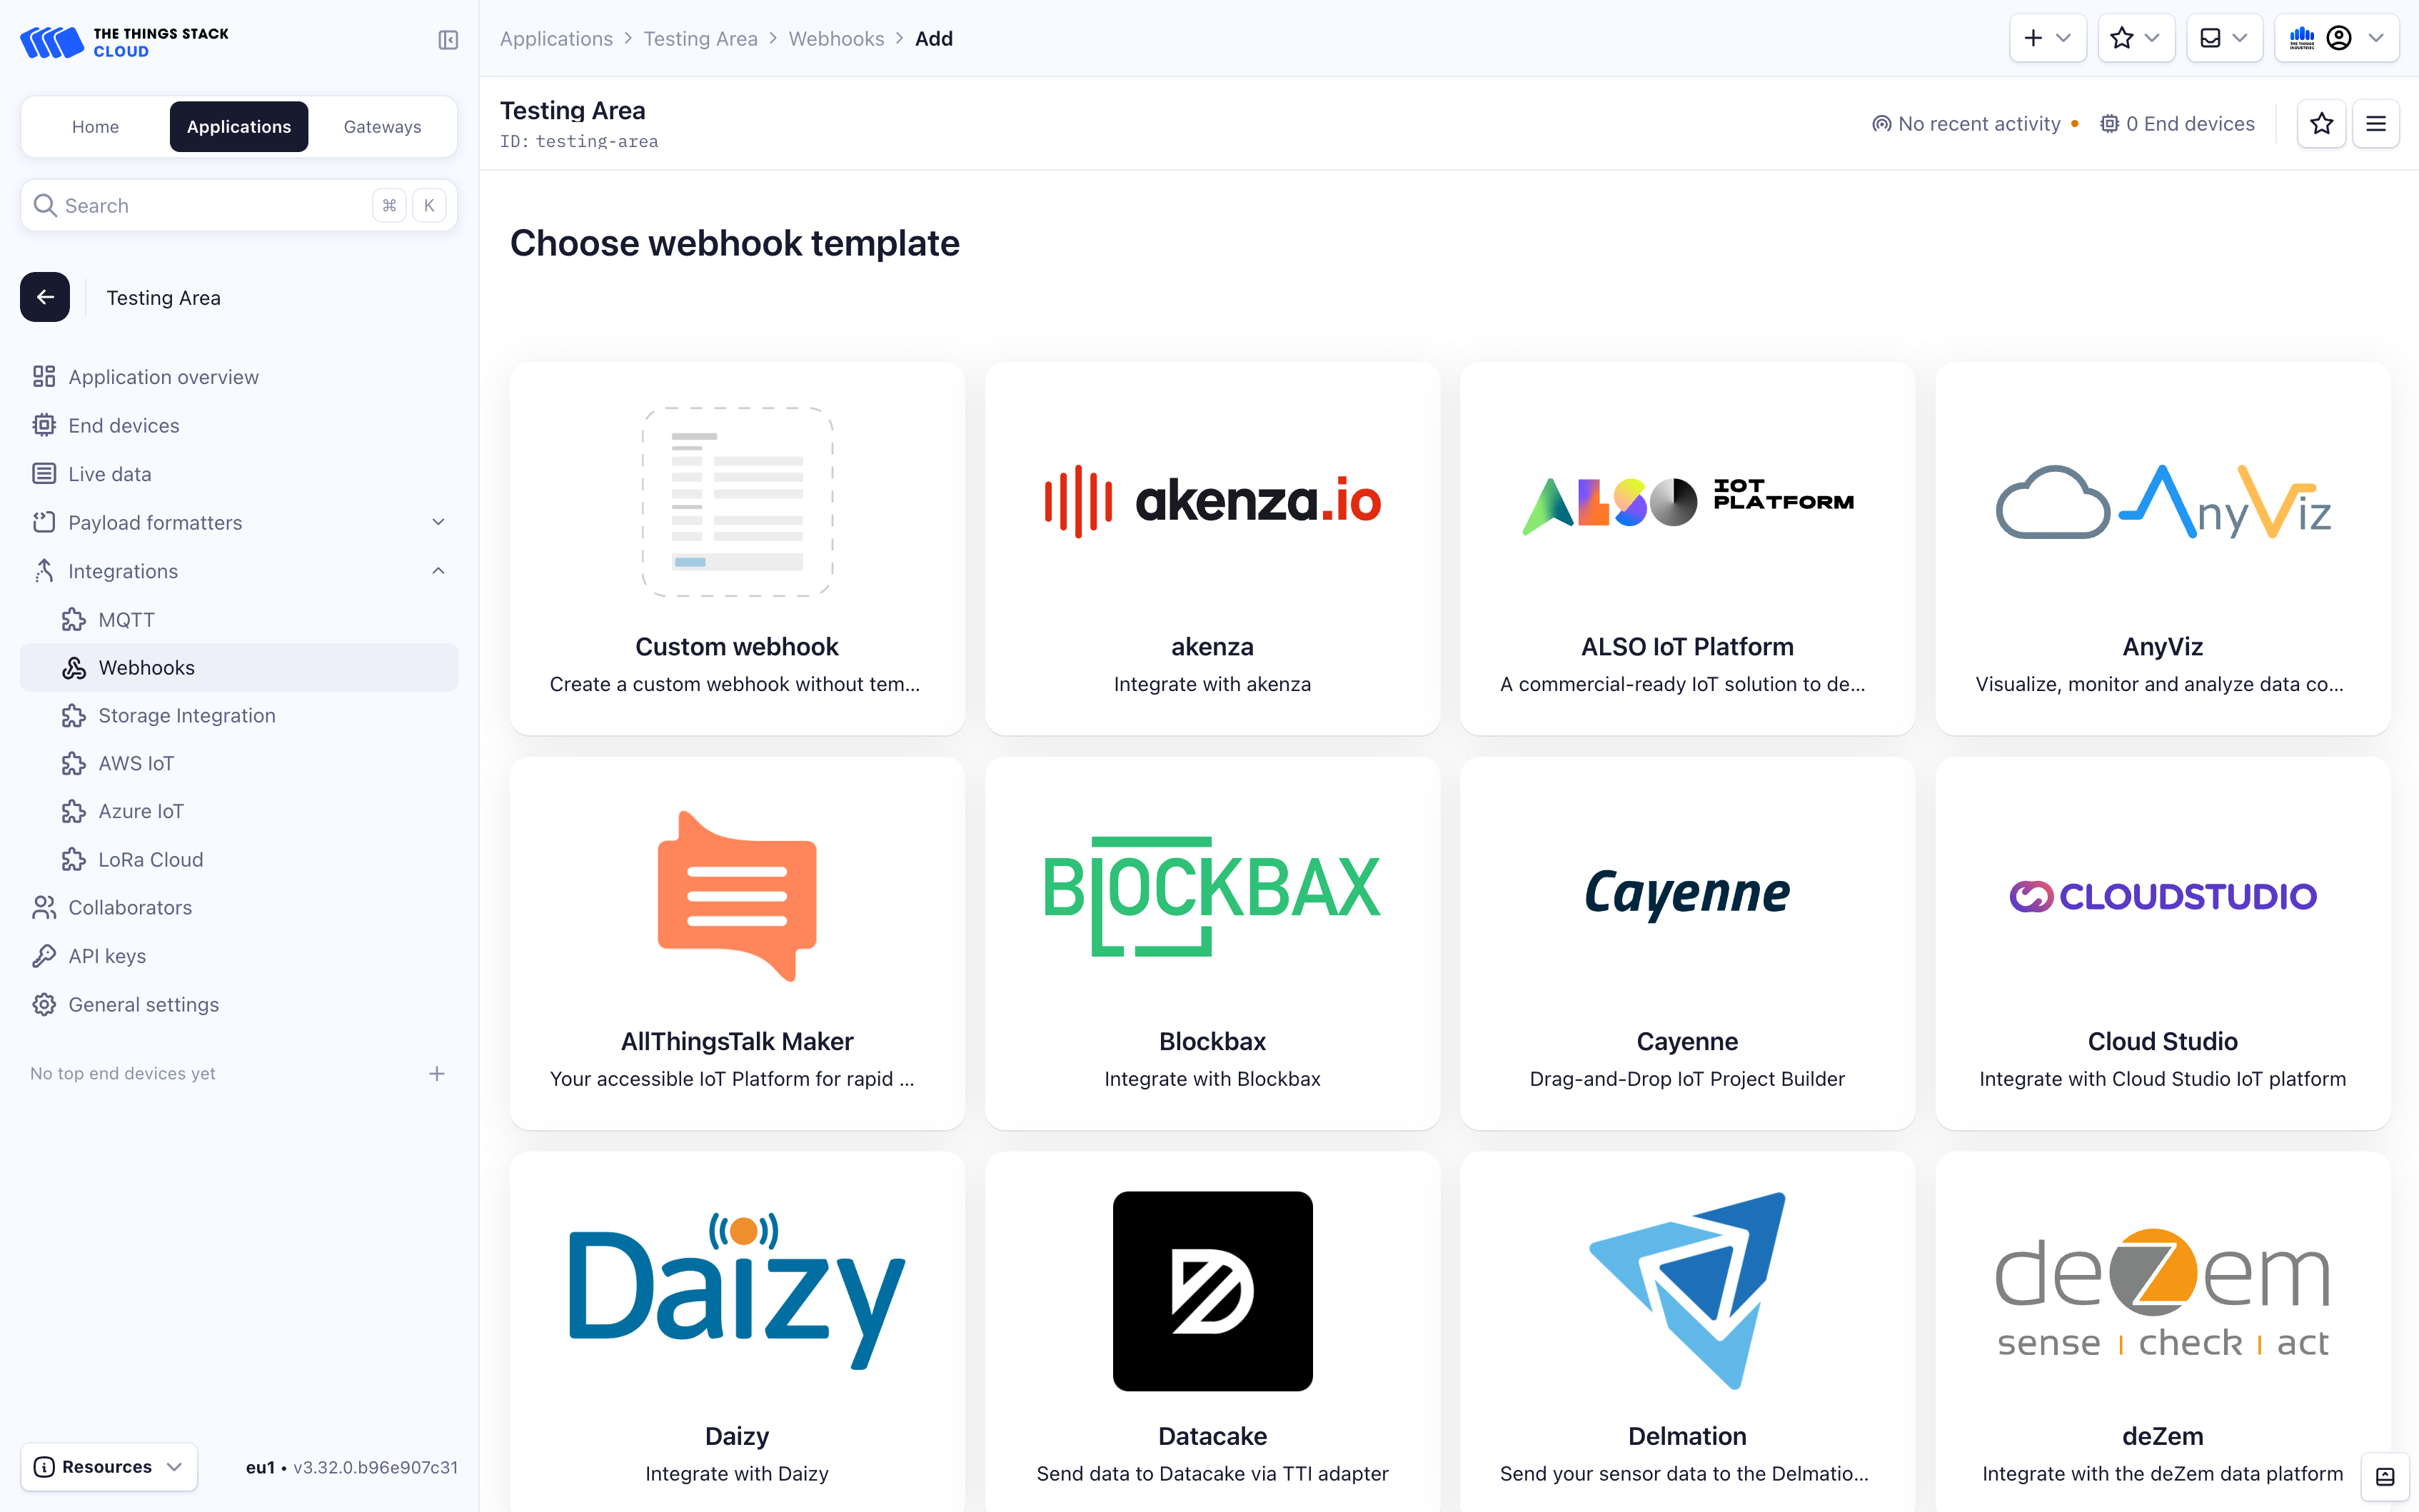 THE THINGS STACK
CLOUD
Applications > Testing Area > Webhooks > Add
Home
Applications
Gateways
Search
⌘ K
Testing Area
ID: testing-area
No recent activity
0 End devices
Testing Area
Application overview
End devices
Live data
Payload formatters
Integrations
MQTT
Webhooks
Storage Integration
AWS IoT
Azure IoT
LoRa Cloud
Collaborators
API keys
General settings
No top end devices yet
Resources
eu1 • v3.32.0.b96e907c31
Choose webhook template
Custom webhook
Create a custom webhook without tem...
akenza.io
akenza
Integrate with akenza
ALSO IOT
PLATFORM
ALSO IoT Platform
A commercial-ready IoT solution to de...
AnyViz
AnyViz
Visualize, monitor and analyze data co...
AllThingsTalk Maker
Your accessible IoT Platform for rapid ...
BLOCKBAX
Blockbax
Integrate with Blockbax
Cayenne
Cayenne
Drag-and-Drop IoT Project Builder
CLOUDSTUDIO
Cloud Studio
Integrate with Cloud Studio IoT platform
Daizy
Daizy
Integrate with Daizy
Datacake
Send data to Datacake via TTI adapter
Delmation
Send your sensor data to the Delmatio...
deZem
sense | check | act
deZem
Integrate with the deZem data platform